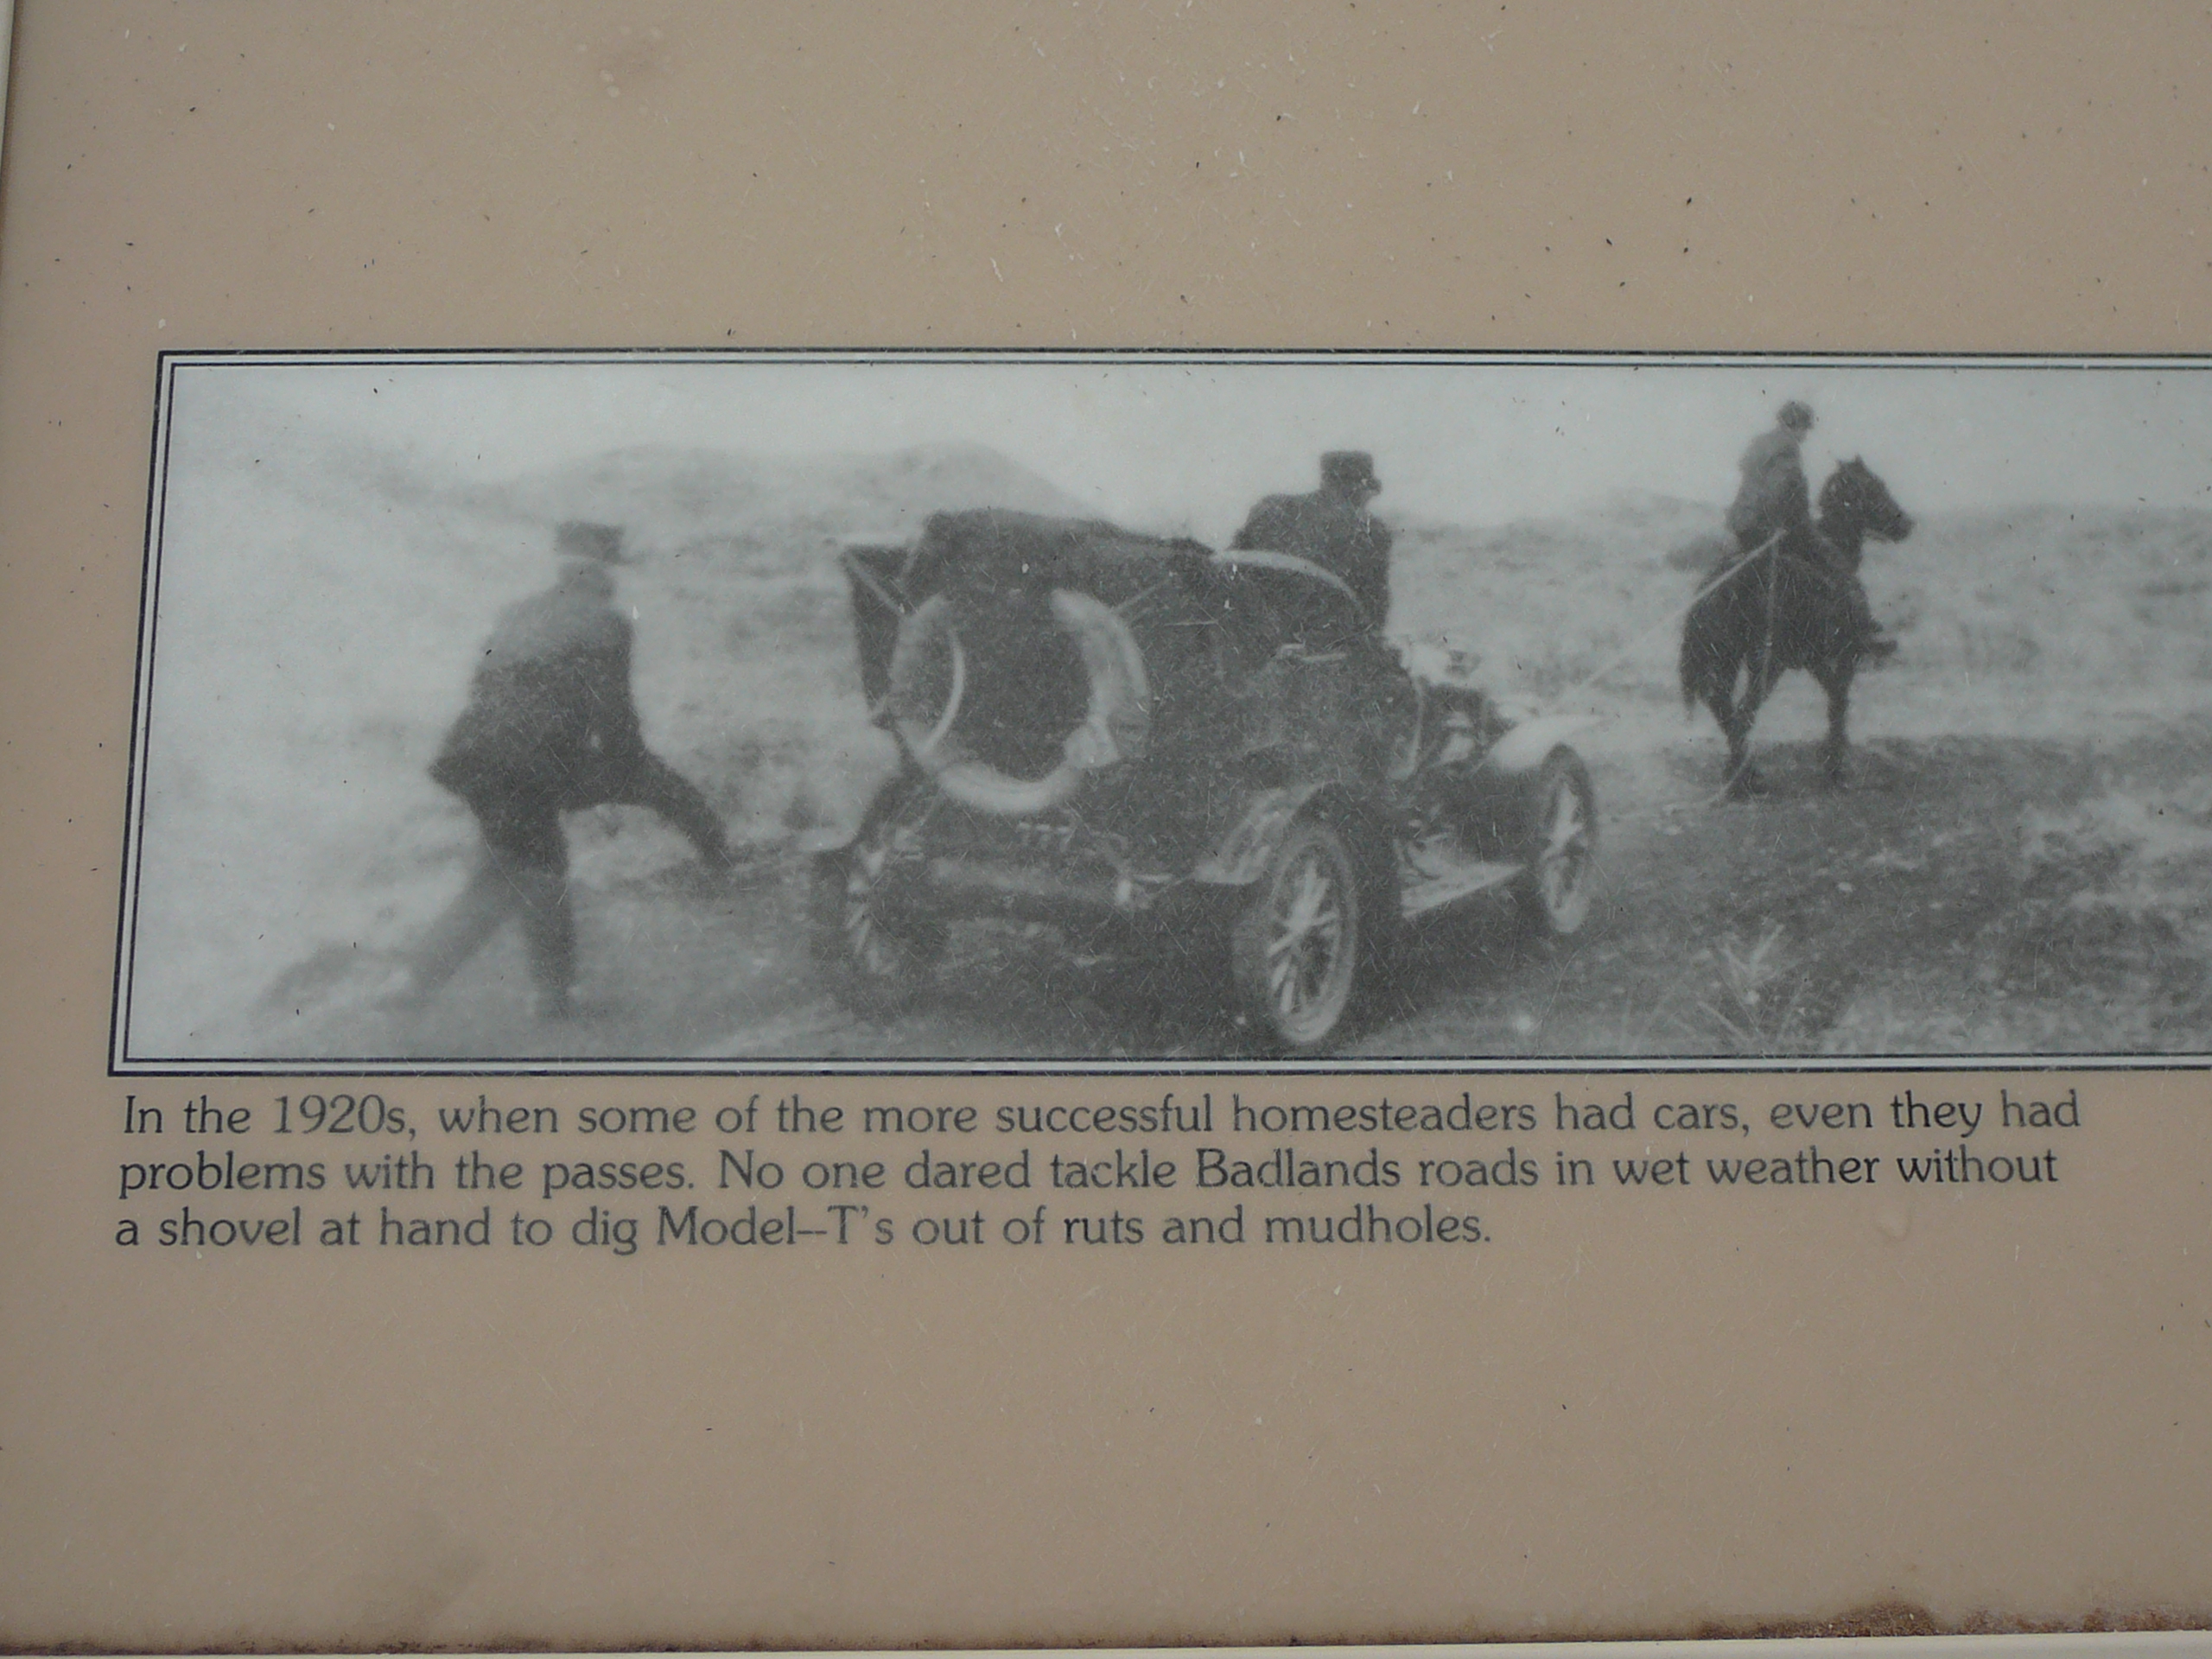 777
In the 1920s, when some of the more successful homesteaders had cars, even they had
problems with the passes. No one dared tackle Badlands roads in wet weather without
a shovel at hand to dig Model--T's out of ruts and mudholes.